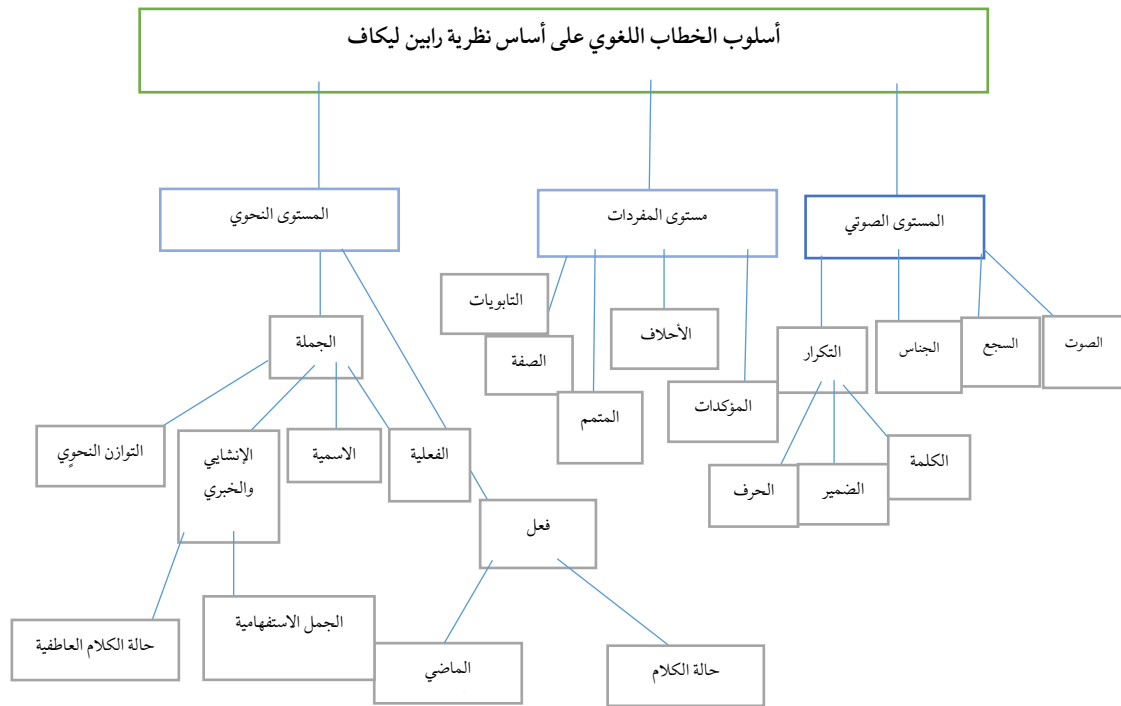 أسلوب الخطاب اللغوي على أساس نظرية رابين ليكاف
المستوى الصوتي
مستوى المفردات
المستوى النحوي
الصوت
السجع
الجناس
التكرار
الكلمة
الضمير
الحرف
المؤكدات
الأحلاف
المتمم
الصفة
التابويات
الجملة
الفعلية
الاسمية
الإنشايي
والخبري
التوازن النحوٍي
فعل
حالة الكلام
الماضي
الجمل الاستفهامية
حالة الكلام العاطفية